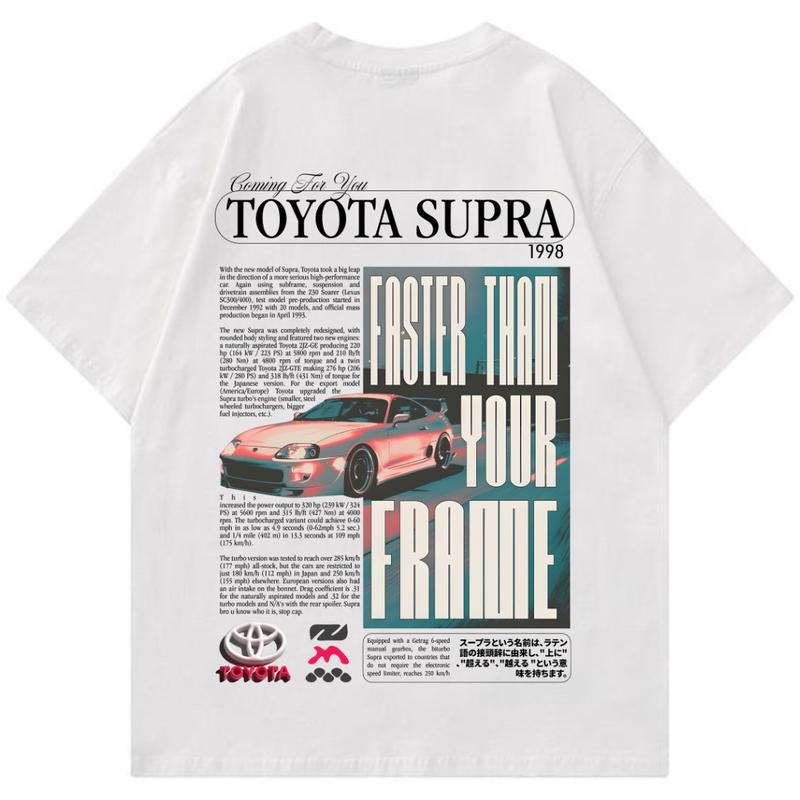 Coming For You
TOYOTA SUPRA
1998
With the new model of Supra, Toyota took a big leap
in the direction of a more serious high-performance
car. Again using subframe, suspension and
drivetrain assemblies from the Z30 Soarer (Lexus
SC300/400), test model pre-production started in
December 1992 with 20 models, and official mass
production began in April 1993.
The new Supra was completely redesigned, with
rounded body styling and featured two new engines:
a naturally aspirated Toyota 2JZ-GE producing 220
hp (164 kW / 223 PS) at 5800 rpm and 210 lb/ft
(280 Nm) at 4800 rpm of torque and a twin
turbocharged Toyota 2JZ-GTE making 276 hp (206
kW / 280 PS) and 318 lb/ft (431 Nm) of torque for
the Japanese version. For the export model
(America/Europe) Toyota upgraded the
Supra turbo's engine (smaller, steel
wheeled turbochargers, bigger
fuel injectors, etc.).
This
increased the power output to 320 hp (239 kW / 324
PS) at 5600 rpm and 315 lb/ft (427 Nm) at 4000
rpm. The turbocharged variant could achieve 0-60
mph in as low as 4.9 seconds (0-62mph 5.2 sec.)
and 1/4 mile (402 m) in 13.3 seconds at 109 mph
(175 km/h).
The turbo version was tested to reach over 285 km/h
(177 mph) all-stock, but the cars are restricted to
just 180 km/h (112 mph) in Japan and 250 km/h
(155 mph) elsewhere. European versions also had
an air intake on the bonnet. Drag coefficient is .31
for the naturally aspirated models and .32 for the
turbo models and N/A's with the rear spoiler. Supra
bro u know who it is, stop cap.
FASTER THAN
YOUR
FRAME
TOYOTA
Equipped with a Getrag 6-speed
manual gearbox, the biturbo
Supra exported to countries that
do not require the electronic
speed limiter, reaches 250 km/h
スープラという名前は、ラテン
語の接頭辞に由来し、"上に"
、"超える"、"越える "という意
味を持ちます。